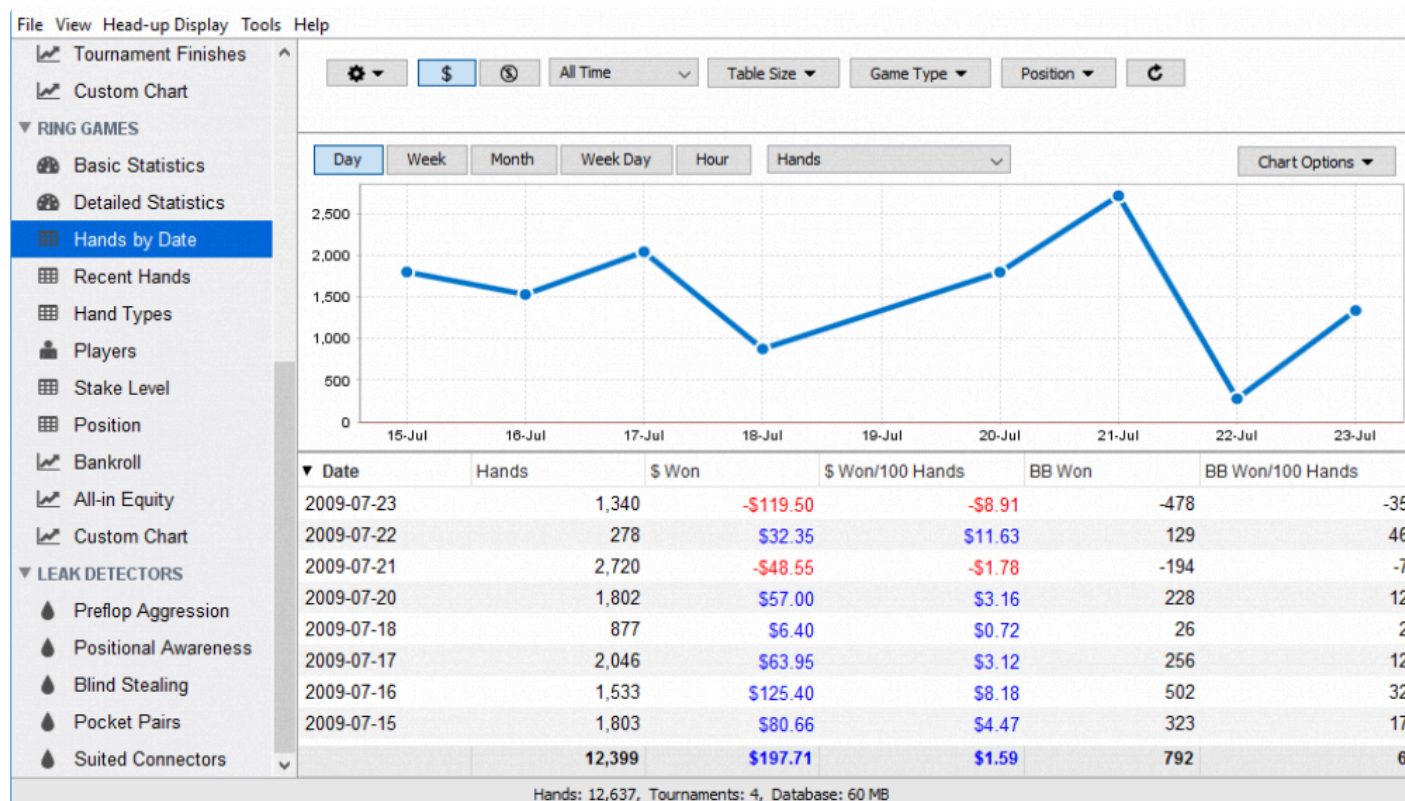 File View Head-up Display Tools Help
Tournament Finishes
Custom Chart
RING GAMES
Basic Statistics
Detailed Statistics
Hands by Date
Recent Hands
Hand Types
Players
Stake Level
Position
Bankroll
All-in Equity
Custom Chart
LEAK DETECTORS
Preflop Aggression
Positional Awareness
Blind Stealing
Pocket Pairs
Suited Connectors
$ All Time Table Size Game Type Position
Day Week Month Week Day Hour Hands Chart Options
2,500
2,000
1,500
1,000
500
0
15-Jul 16-Jul 17-Jul 18-Jul 19-Jul 20-Jul 21-Jul 22-Jul 23-Jul
Date Hands $ Won $ Won/100 Hands BB Won BB Won/100 Hands
2009-07-23 1,340 -$119.50 -$8.91 -478 -35
2009-07-22 278 $32.35 $11.63 129 46
2009-07-21 2,720 -$48.55 -$1.78 -194 -7
2009-07-20 1,802 $57.00 $3.16 228 12
2009-07-18 877 $6.40 $0.72 26 2
2009-07-17 2,046 $63.95 $3.12 256 12
2009-07-16 1,533 $125.40 $8.18 502 32
2009-07-15 1,803 $80.66 $4.47 323 17
12,399 $197.71 $1.59 792 6
Hands: 12,637, Tournaments: 4, Database: 60 MB